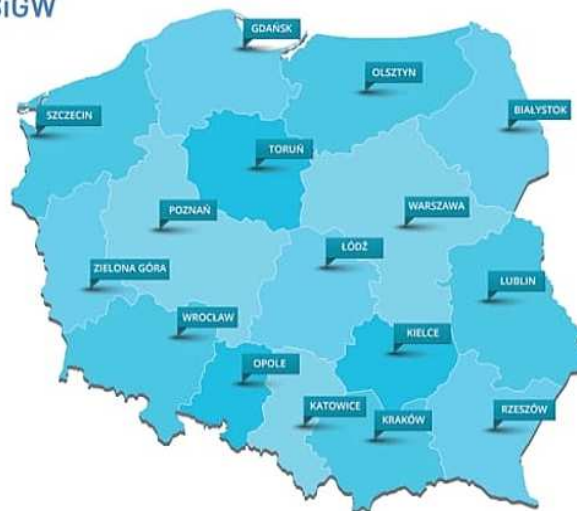 GDAŃSK
OLSZTYN
SZCZECIN
BIAŁYSTOK
TORUŃ
POZNAŃ
WARSZAWA
ŁÓDŹ
ZIELONA GÓRA
LUBLIN
WROCŁAW
KIELCE
OPOLE
KATOWICE
KRAKÓW
RZESZÓW